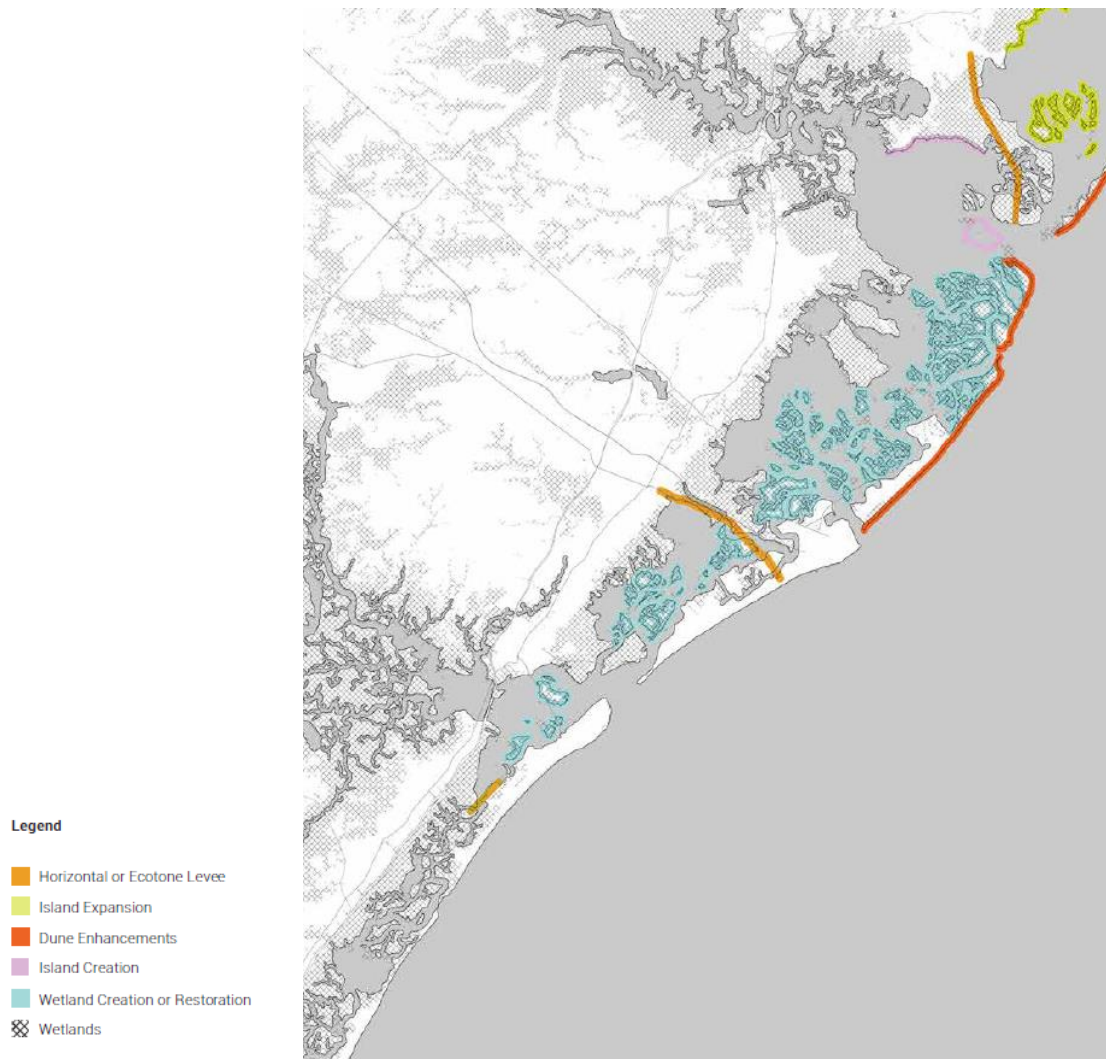 Legend
Horizontal or Ecotone Levee
Island Expansion
Dune Enhancements
Island Creation
Wetland Creation or Restoration
Wetlands